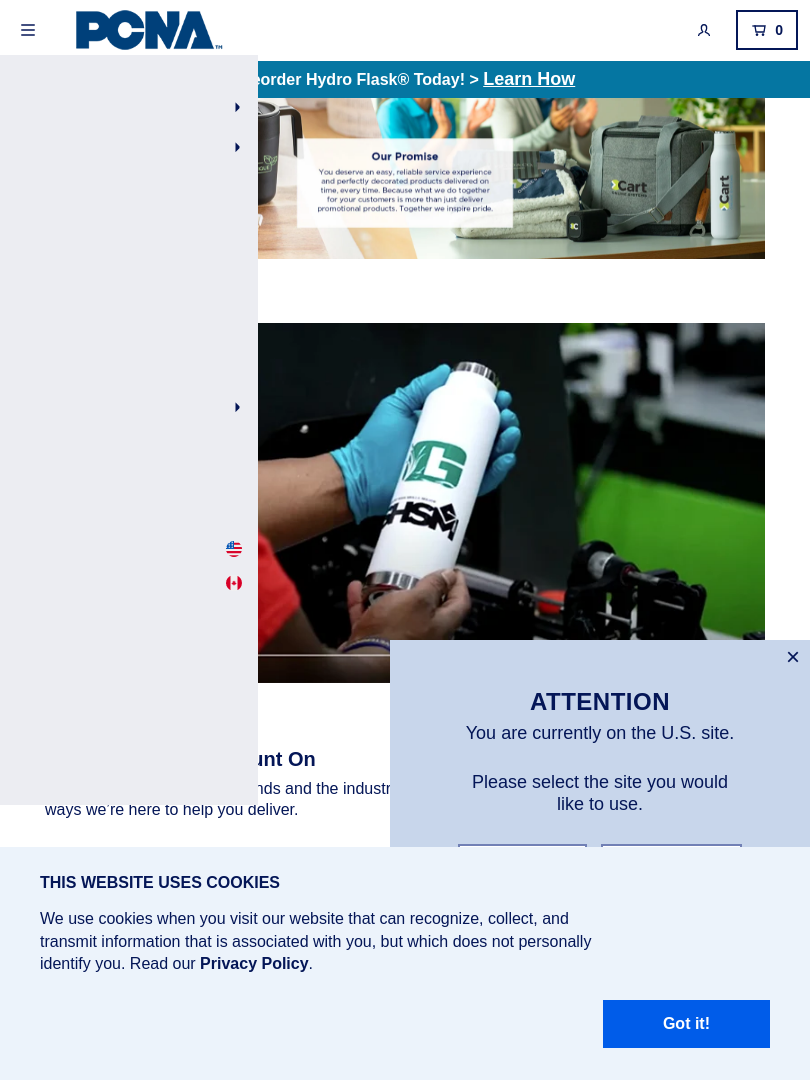 PCNA™
0
eorder Hydro Flask® Today! > Learn How
Our Promise
You deserve an easy, reliable service experience
and perfectly decorated products delivered on
time, every time. Because what we do together
for your customers is more than just deliver
promotional products. Together we inspire pride.
Cart
Cart
G
GHSM
ATTENTION
You are currently on the U.S. site.
Please select the site you would
like to use.
unt On
nds and the industr
ways we're here to help you deliver.
THIS WEBSITE USES COOKIES
We use cookies when you visit our website that can recognize, collect, and
transmit information that is associated with you, but which does not personally
identify you. Read our Privacy Policy.
Got it!